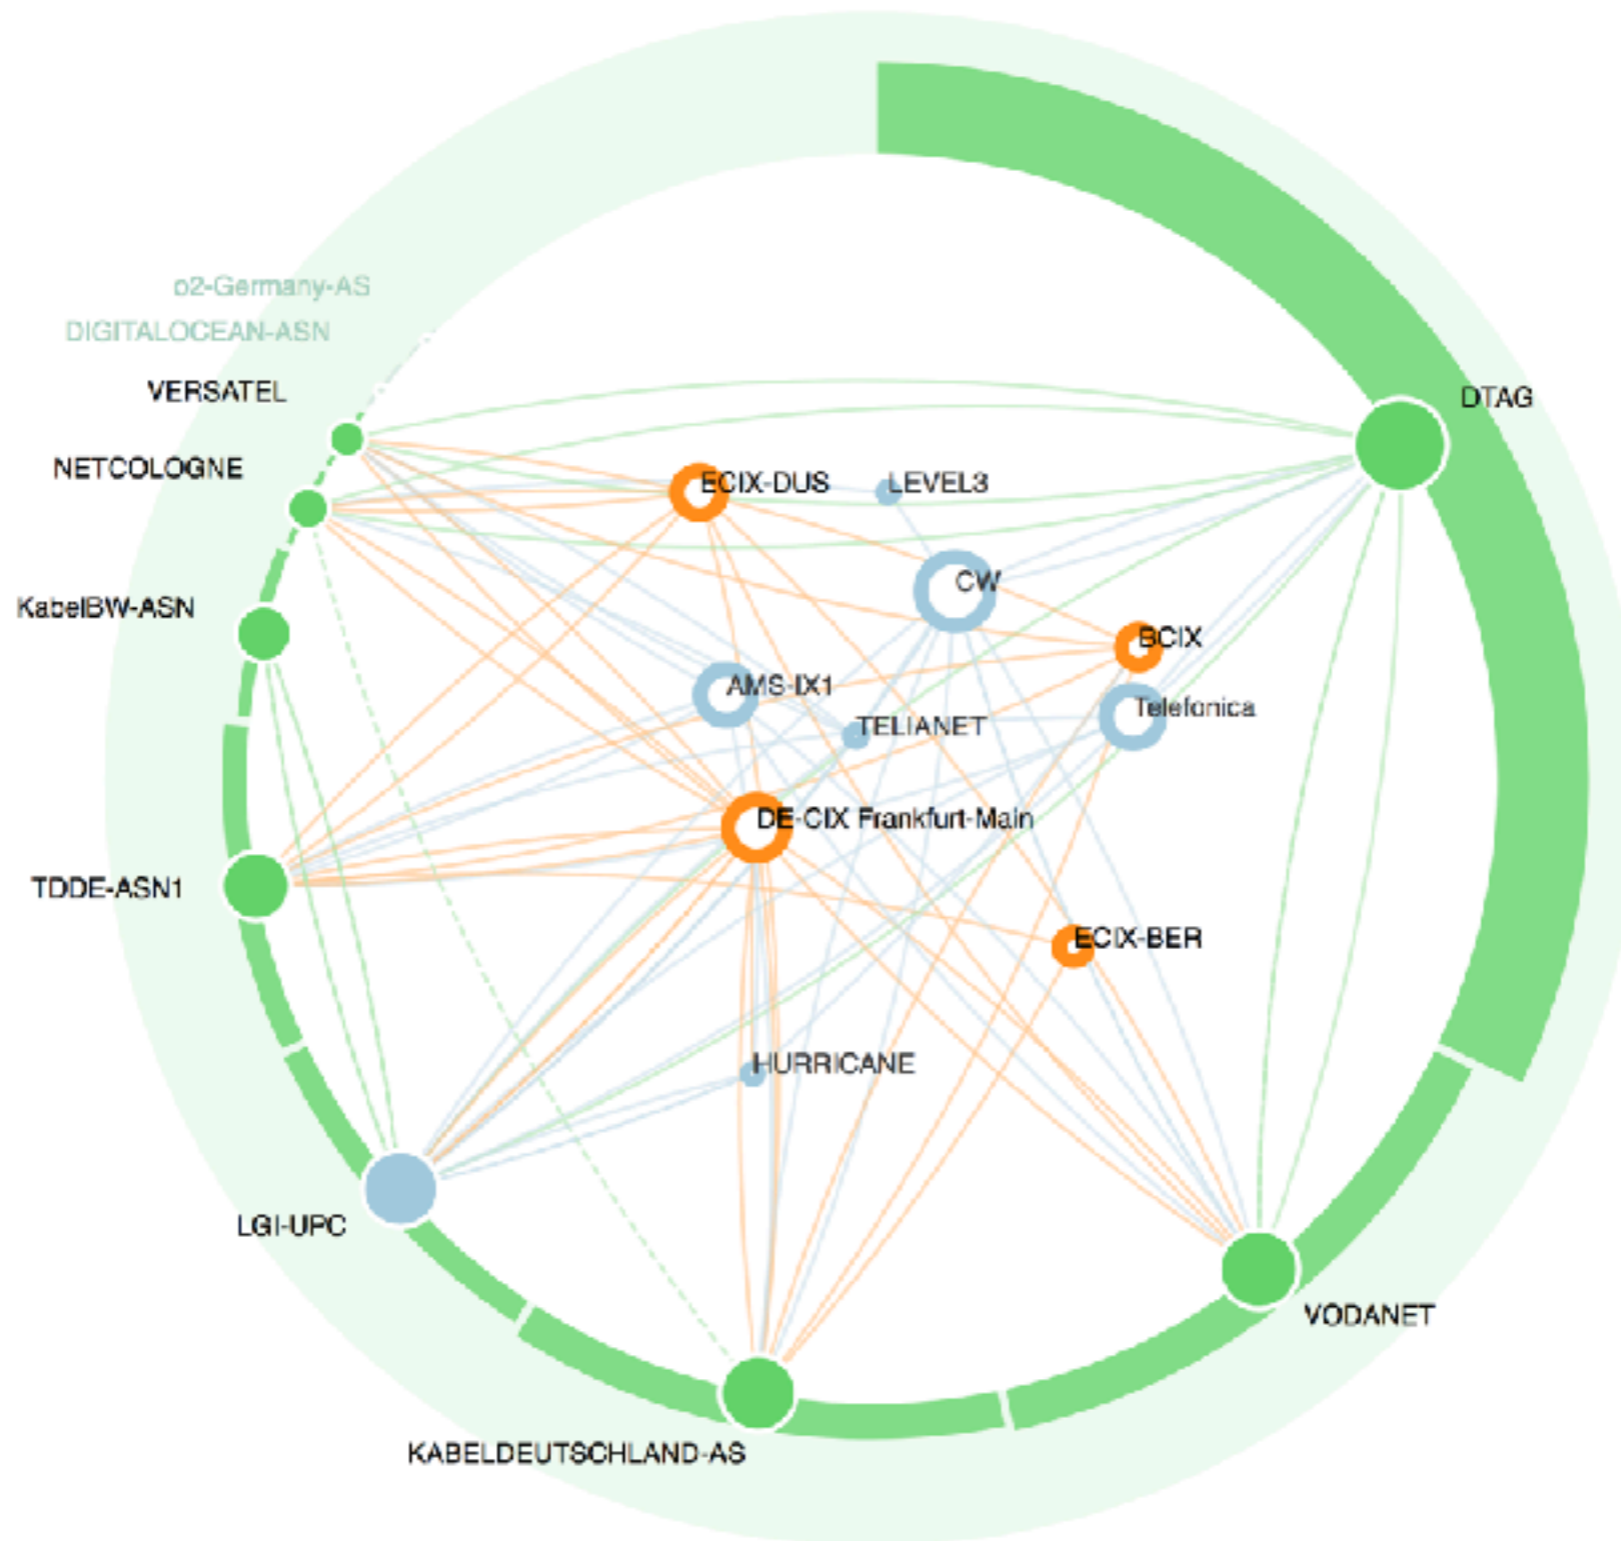 o2-Germany-AS
DIGITALOCEAN-ASN
VERSATEL
DTAG
NETCOLOGNE
ECIX-DUS
LEVEL3
CW
KabelBW-ASN
BCIX
AMS-IX1
Telefonica
TELIANET
DE-CIX Frankfurt-Main
TDDE-ASN1
ECIX-BER
HURRICANE
LGI-UPC
VODANET
KABELDEUTSCHLAND-AS